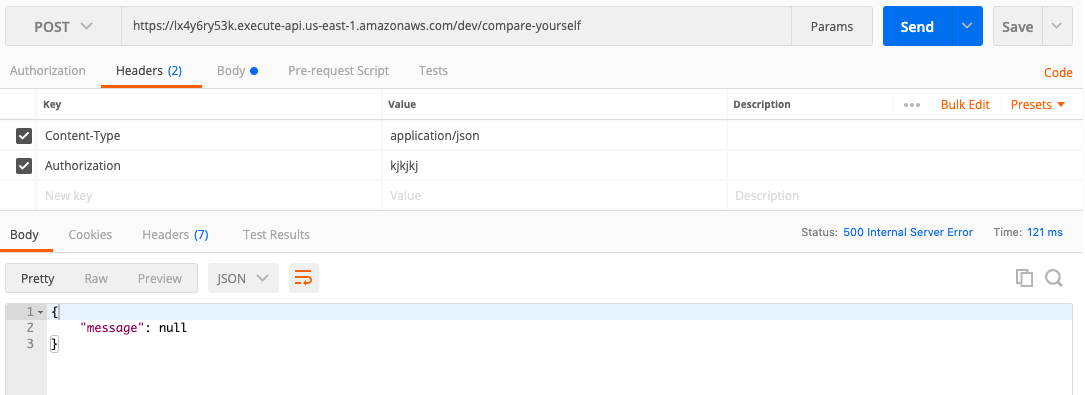 POST https://lx4y6ry53k.execute-api.us-east-1.amazonaws.com/dev/compare-yourself Params Send Save
Authorization Headers (2) Body Pre-request Script Tests Code
Key Value Description ••• Bulk Edit Presets
Content-Type application/json
Authorization kjkjkj
New key Value Description
Body Cookies Headers (7) Test Results Status: 500 Internal Server Error Time: 121 ms
Pretty Raw Preview JSON
1 {
2 "message": null
3 }